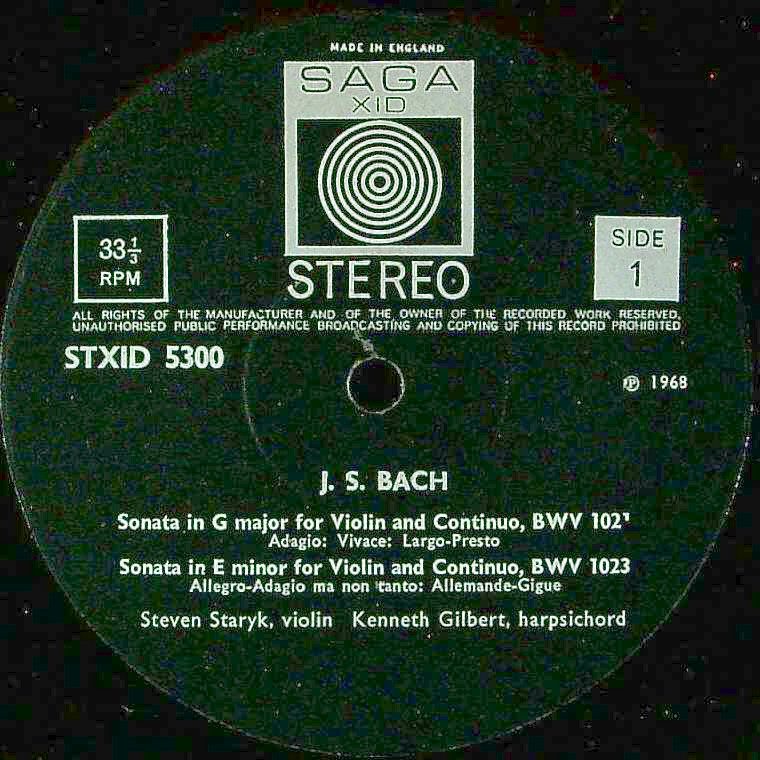 MADE IN ENGLAND
SAGA
XID
33 1/3
RPM
STEREO
SIDE
1
ALL RIGHTS OF THE MANUFACTURER AND OF THE OWNER OF THE RECORDED WORK RESERVED.
UNAUTHORISED PUBLIC PERFORMANCE BROADCASTING AND COPYING OF THIS RECORD PROHIBITED
STXID 5300
℗ 1968
J. S. BACH
Sonata in G major for Violin and Continuo, BWV 1021
Adagio: Vivace: Largo-Presto
Sonata in E minor for Violin and Continuo, BWV 1023
Allegro-Adagio ma non tanto: Allemande-Gigue
Steven Staryk, violin Kenneth Gilbert, harpsichord